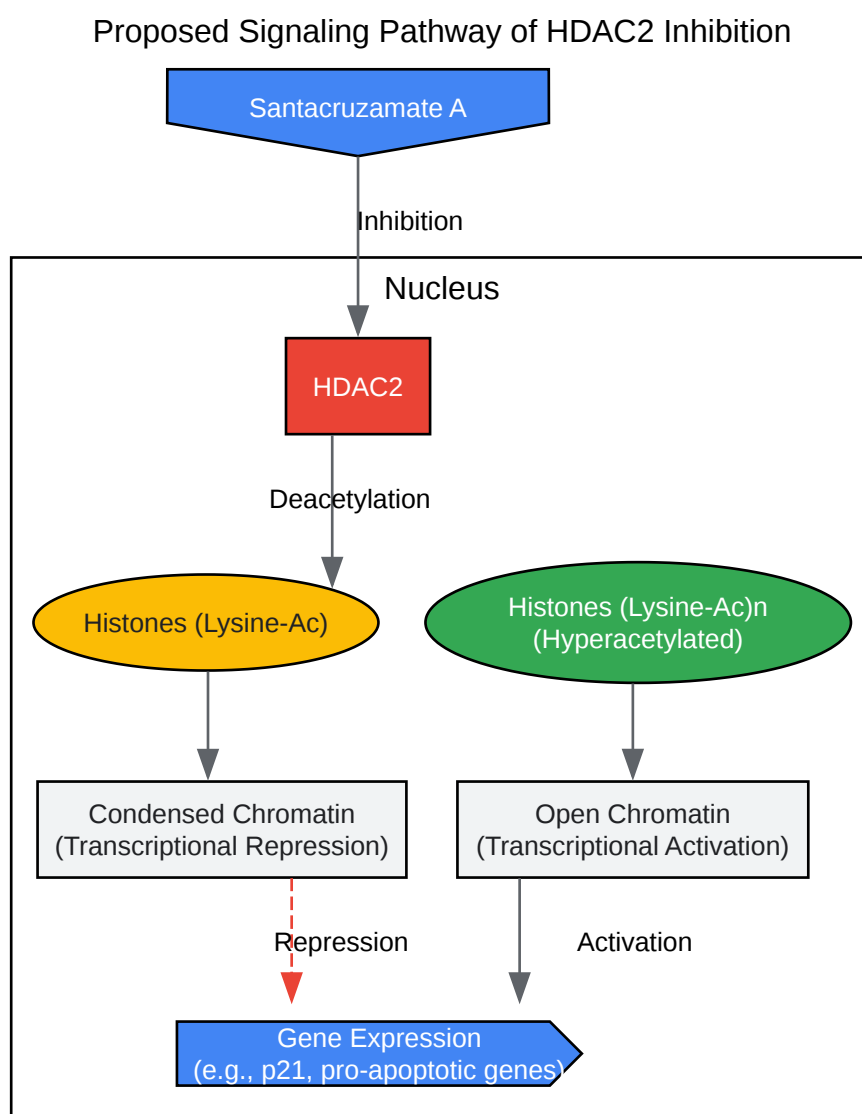 Proposed Signaling Pathway of HDAC2 Inhibition
Santacruzamate A
Inhibition
Nucleus
HDAC2
Deacetylation
Histones (Lysine-Ac)
Histones (Lysine-Ac)n
(Hyperacetylated)
Condensed Chromatin
(Transcriptional Repression)
Open Chromatin
(Transcriptional Activation)
Repression
Activation
Gene Expression
(e.g., p21, pro-apoptotic genes)